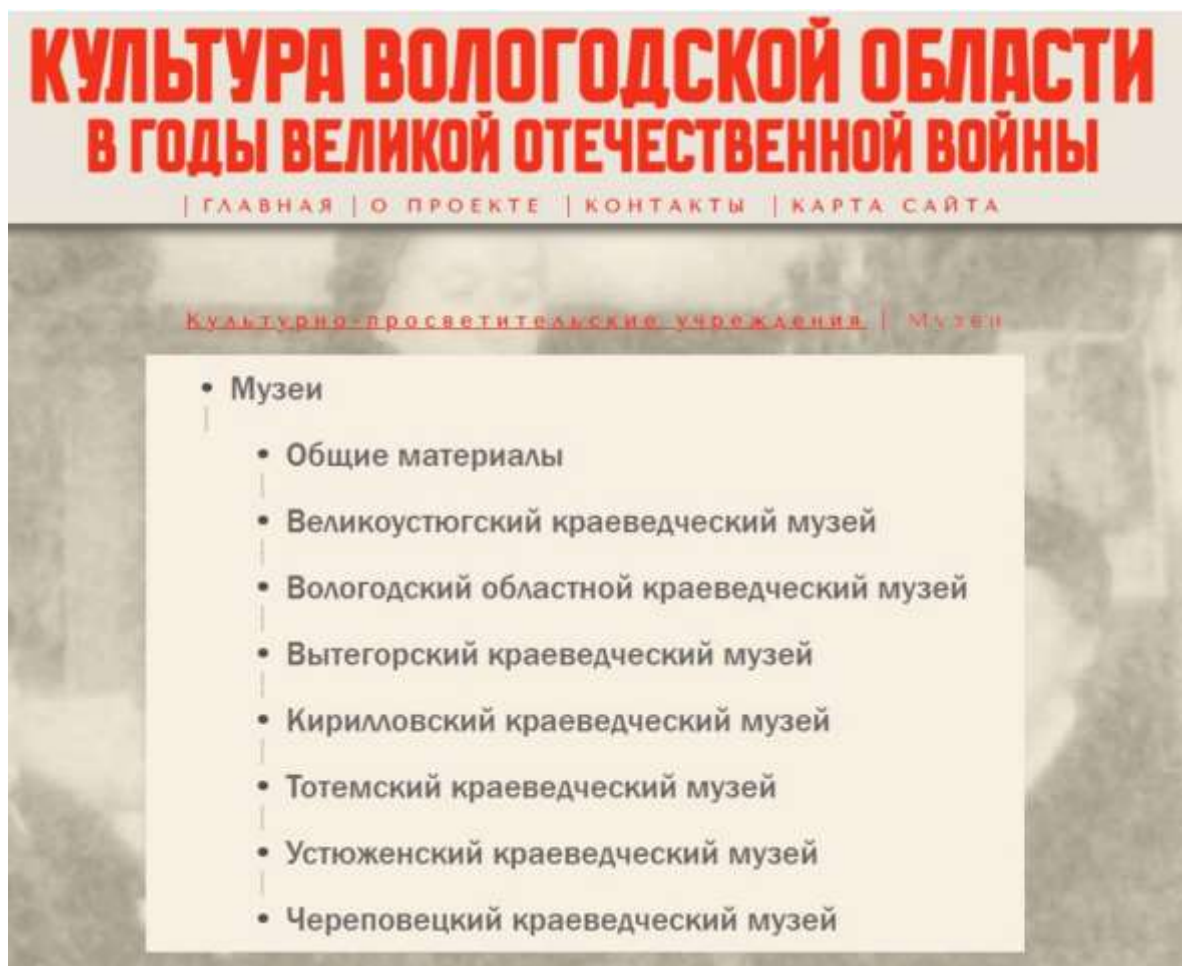 КУЛЬТУРА ВОЛОГОДСКОЙ ОБЛАСТИ
В ГОДЫ ВЕЛИКОЙ ОТЕЧЕСТВЕННОЙ ВОЙНЫ
| ГЛАВНАЯ | О ПРОЕКТЕ | КОНТАКТЫ | КАРТА САЙТА
Культурно-просветительские учреждения | Музеи
• Музеи
• Общие материалы
• Великоустюгский краеведческий музей
• Вологодский областной краеведческий музей
• Вытегорский краеведческий музей
• Кирилловский краеведческий музей
• Тотемский краеведческий музей
• Устюженский краеведческий музей
• Череповецкий краеведческий музей